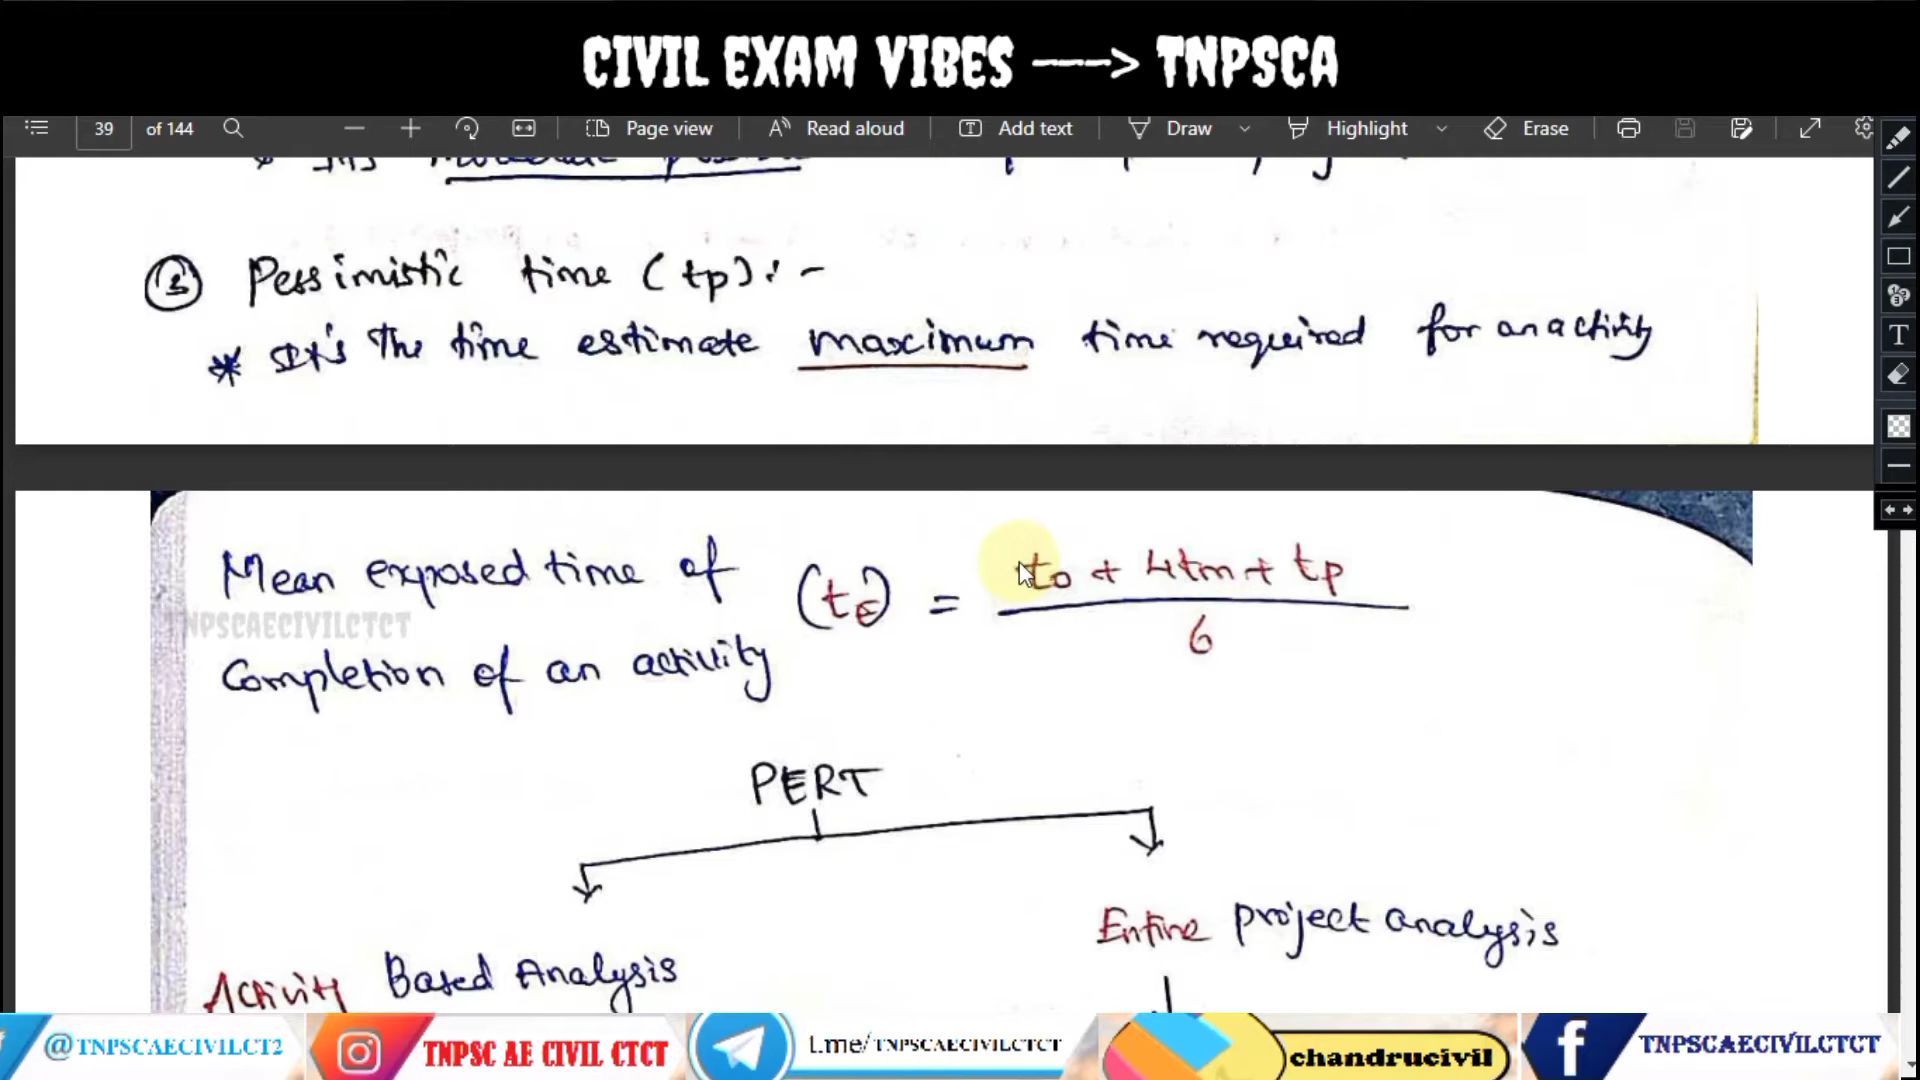 CIVIL EXAM VIBES ---> TNPSCA
39 of 144 Page view Read aloud Add text Draw Highlight Erase
③ Pessimistic time (tp) :-
* It's the time estimate maximum time required for an activity
Mean exposed time of (tE) = to + 4tm + tp
6
TNPSCAECIVILCTCT
Completion of an activity
PERT
Entire project analysis
Activity Based Analysis
@TNPSCAECIVILCT2 TNPSC AE CIVIL CTCT t.me/TNPSCAECIVILCTCT chandrucivil TNPSCAECIVILCTCT